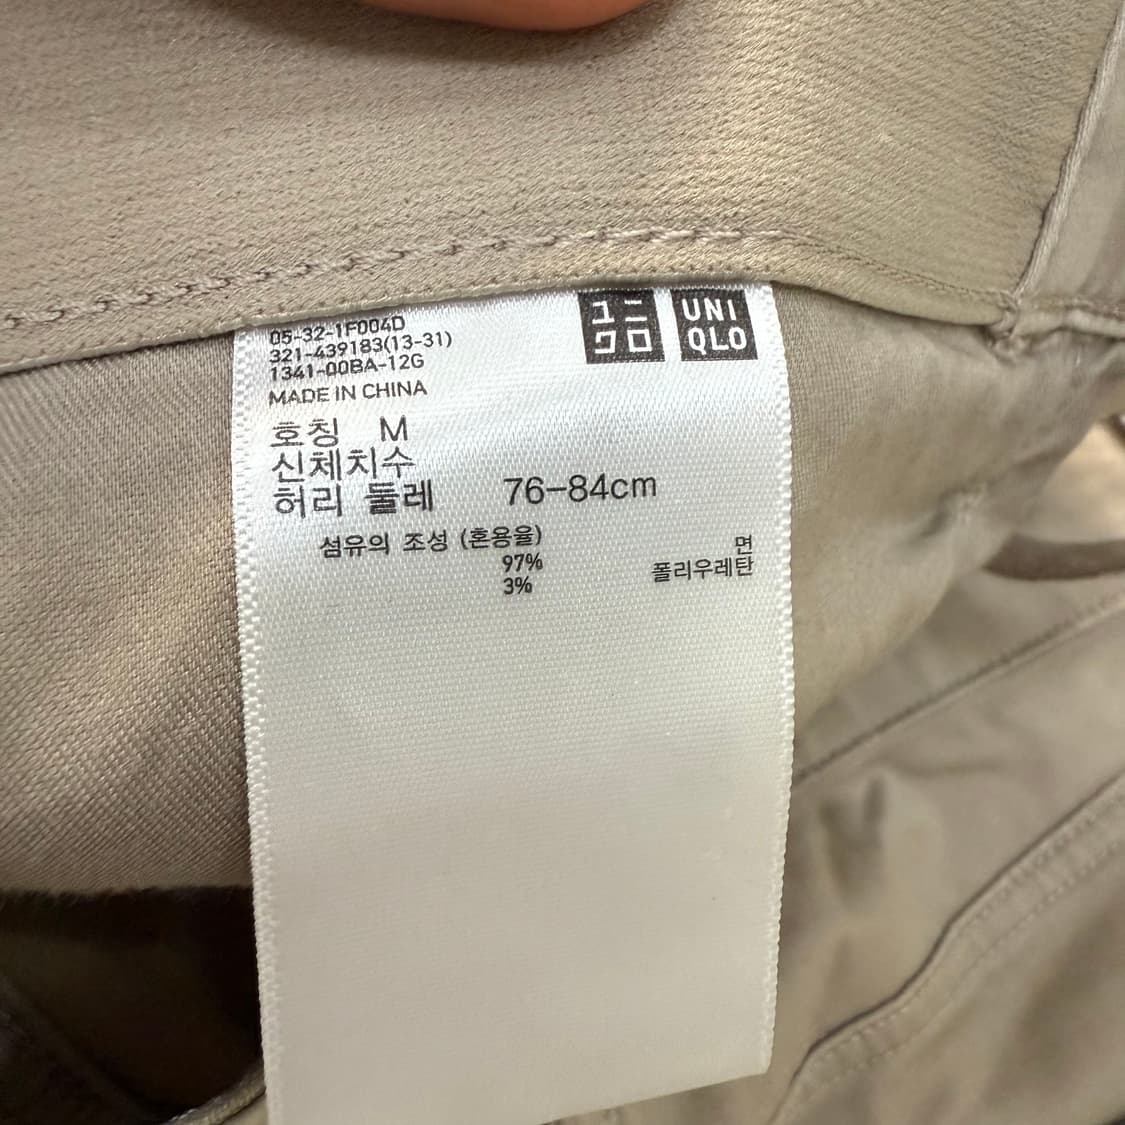 05-32-1F004D
321-439183(13-31)
1341-00BA-12G
MADE IN CHINA
ユニ
クロ
UNI
QLO
호칭 M
신체치수
허리 둘레 76-84cm
섬유의 조성 (혼용율)
97% 면
3% 폴리우레탄